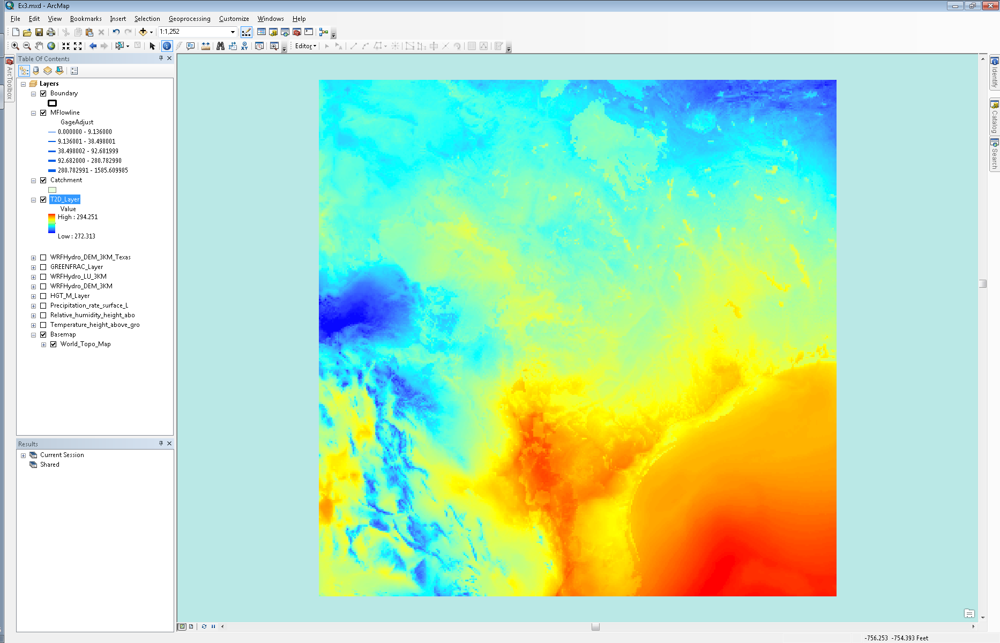 Ex3.mxd - ArcMap
File Edit View Bookmarks Insert Selection Geoprocessing Customize Windows Help
1:1,252
Editor
Table Of Contents
ArcToolbox
Layers
Boundary
MFlowline
GageAdjust
0.000000 - 9.136000
9.136001 - 38.498001
38.498002 - 92.681999
92.682000 - 280.782990
280.782991 - 1585.609985
Catchment
T2D_Layer
Value
High : 294.251
Low : 272.313
WRFHydro_DEM_3KM_Texas
GREENFRAC_Layer
WRFHydro_LU_3KM
WRFHydro_DEM_3KM
HGT_M_Layer
Precipitation_rate_surface_L
Relative_humidity_height_abo
Temperature_height_above_gro
Basemap
World_Topo_Map
Results
Current Session
Shared
Identify
Catalog
Search
-756.253 -754.393 Feet